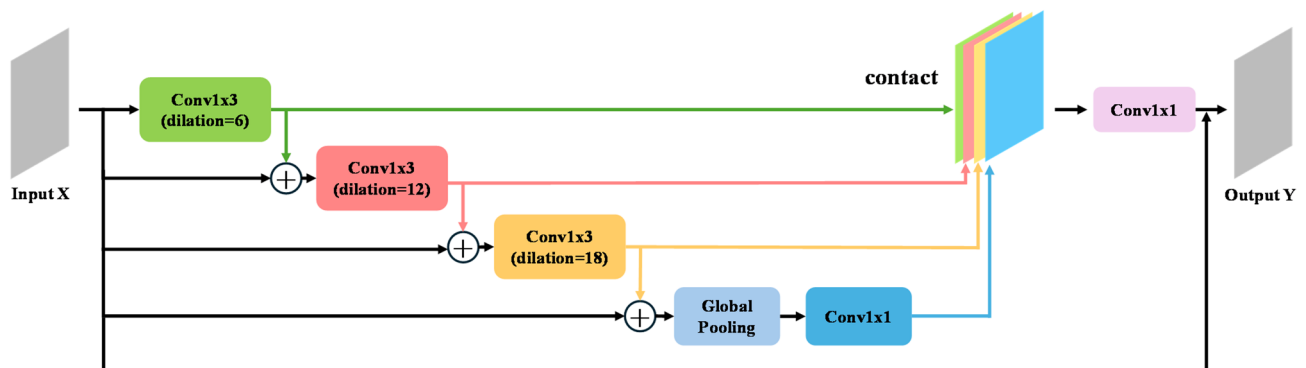 Input X
Conv1x3
(dilation=6)
Conv1x3
(dilation=12)
Conv1x3
(dilation=18)
Global
Pooling
Conv1x1
contact
Conv1x1
Output Y